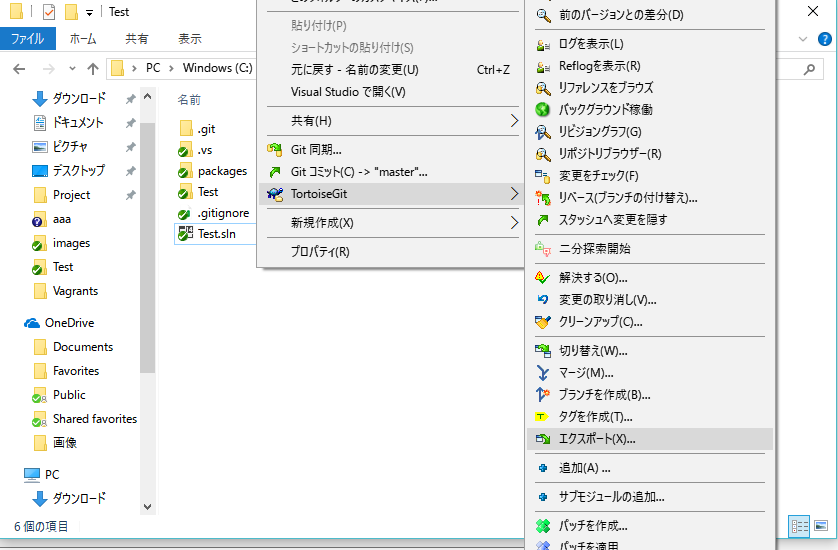 Test
ファイル
ホーム
共有
表示
PC
Windows (C:)
名前
ダウンロード
ドキュメント
ピクチャ
デスクトップ
Project
aaa
images
Test
Vagrants
OneDrive
Documents
Favorites
Public
Shared favorites
画像
PC
ダウンロード
6 個の項目
.git
.vs
packages
Test
.gitignore
Test.sln
貼り付け(P)
ショートカットの貼り付け(S)
元に戻す - 名前の変更(U) Ctrl+Z
Visual Studio で開く(V)
共有(H)
Git 同期...
Git コミット(C) -> "master"...
TortoiseGit
新規作成(X)
プロパティ(R)
前のバージョンとの差分(D)
ログを表示(L)
Reflogを表示(R)
リファレンスをブラウズ
バックグラウンド稼働
リビジョングラフ(G)
リポジトリブラウザー(R)
変更をチェック(F)
リベース(ブランチの付け替え)...
スタッシュへ変更を隠す
二分探索開始
解決する(O)...
変更の取り消し(V)...
クリーンアップ(C)...
切り替え(W)...
マージ(M)...
ブランチを作成(B)...
タグを作成(T)...
エクスポート(X)...
追加(A) ...
サブモジュールの追加...
パッチを作成...
パッチを適用